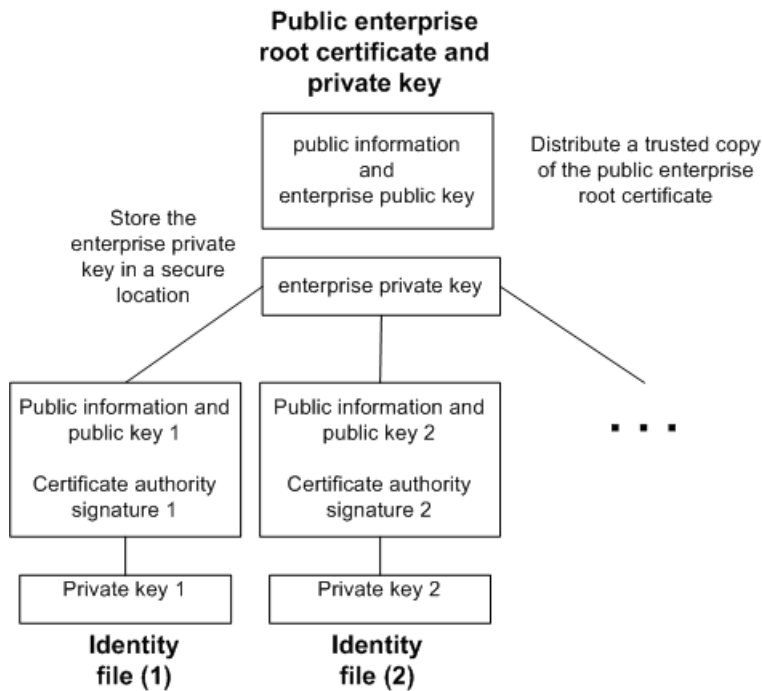 Public enterprise
root certificate and
private key
public information
and
enterprise public key
Distribute a trusted copy
of the public enterprise
root certificate
Store the
enterprise private
key in a secure
location
enterprise private key
Public information and
public key 1
Certificate authority
signature 1
Public information and
public key 2
Certificate authority
signature 2
. . .
Private key 1
Private key 2
Identity
file (1)
Identity
file (2)